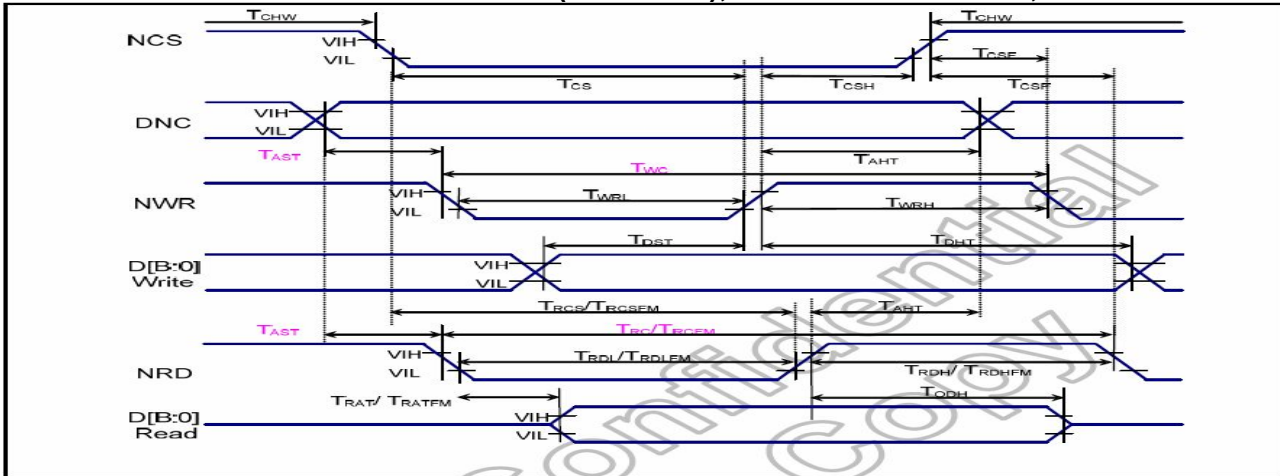 TCHW TCHW
NCS VIH VIL TCSF
TCS TCSH TCSF
DNC VIH VIL
TAST TWC TAHT
NWR VIH VIL TWRL TWRH
TDST TDHT
D[B:0] Write VIH VIL
TRCS/TRCSFM TAHT
TAST TRC/TRCFM
NRD VIH VIL TRDL/TRDLFM TRDH/ TRDHFM
TRAT/ TRATFM TODH
D[B:0] Read VIH VIL
Confidential
Copy